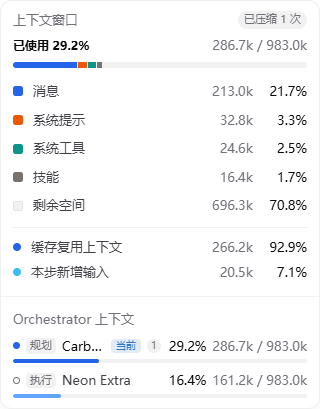 上下文窗口 已压缩 1 次
已使用 29.2% 286.7k / 983.0k
消息 213.0k 21.7%
系统提示 32.8k 3.3%
系统工具 24.6k 2.5%
技能 16.4k 1.7%
剩余空间 696.3k 70.8%
缓存复用上下文 266.2k 92.9%
本步新增输入 20.5k 7.1%
Orchestrator 上下文
规划 Carb... 当前 1 29.2% 286.7k / 983.0k
执行 Neon Extra 16.4% 161.2k / 983.0k